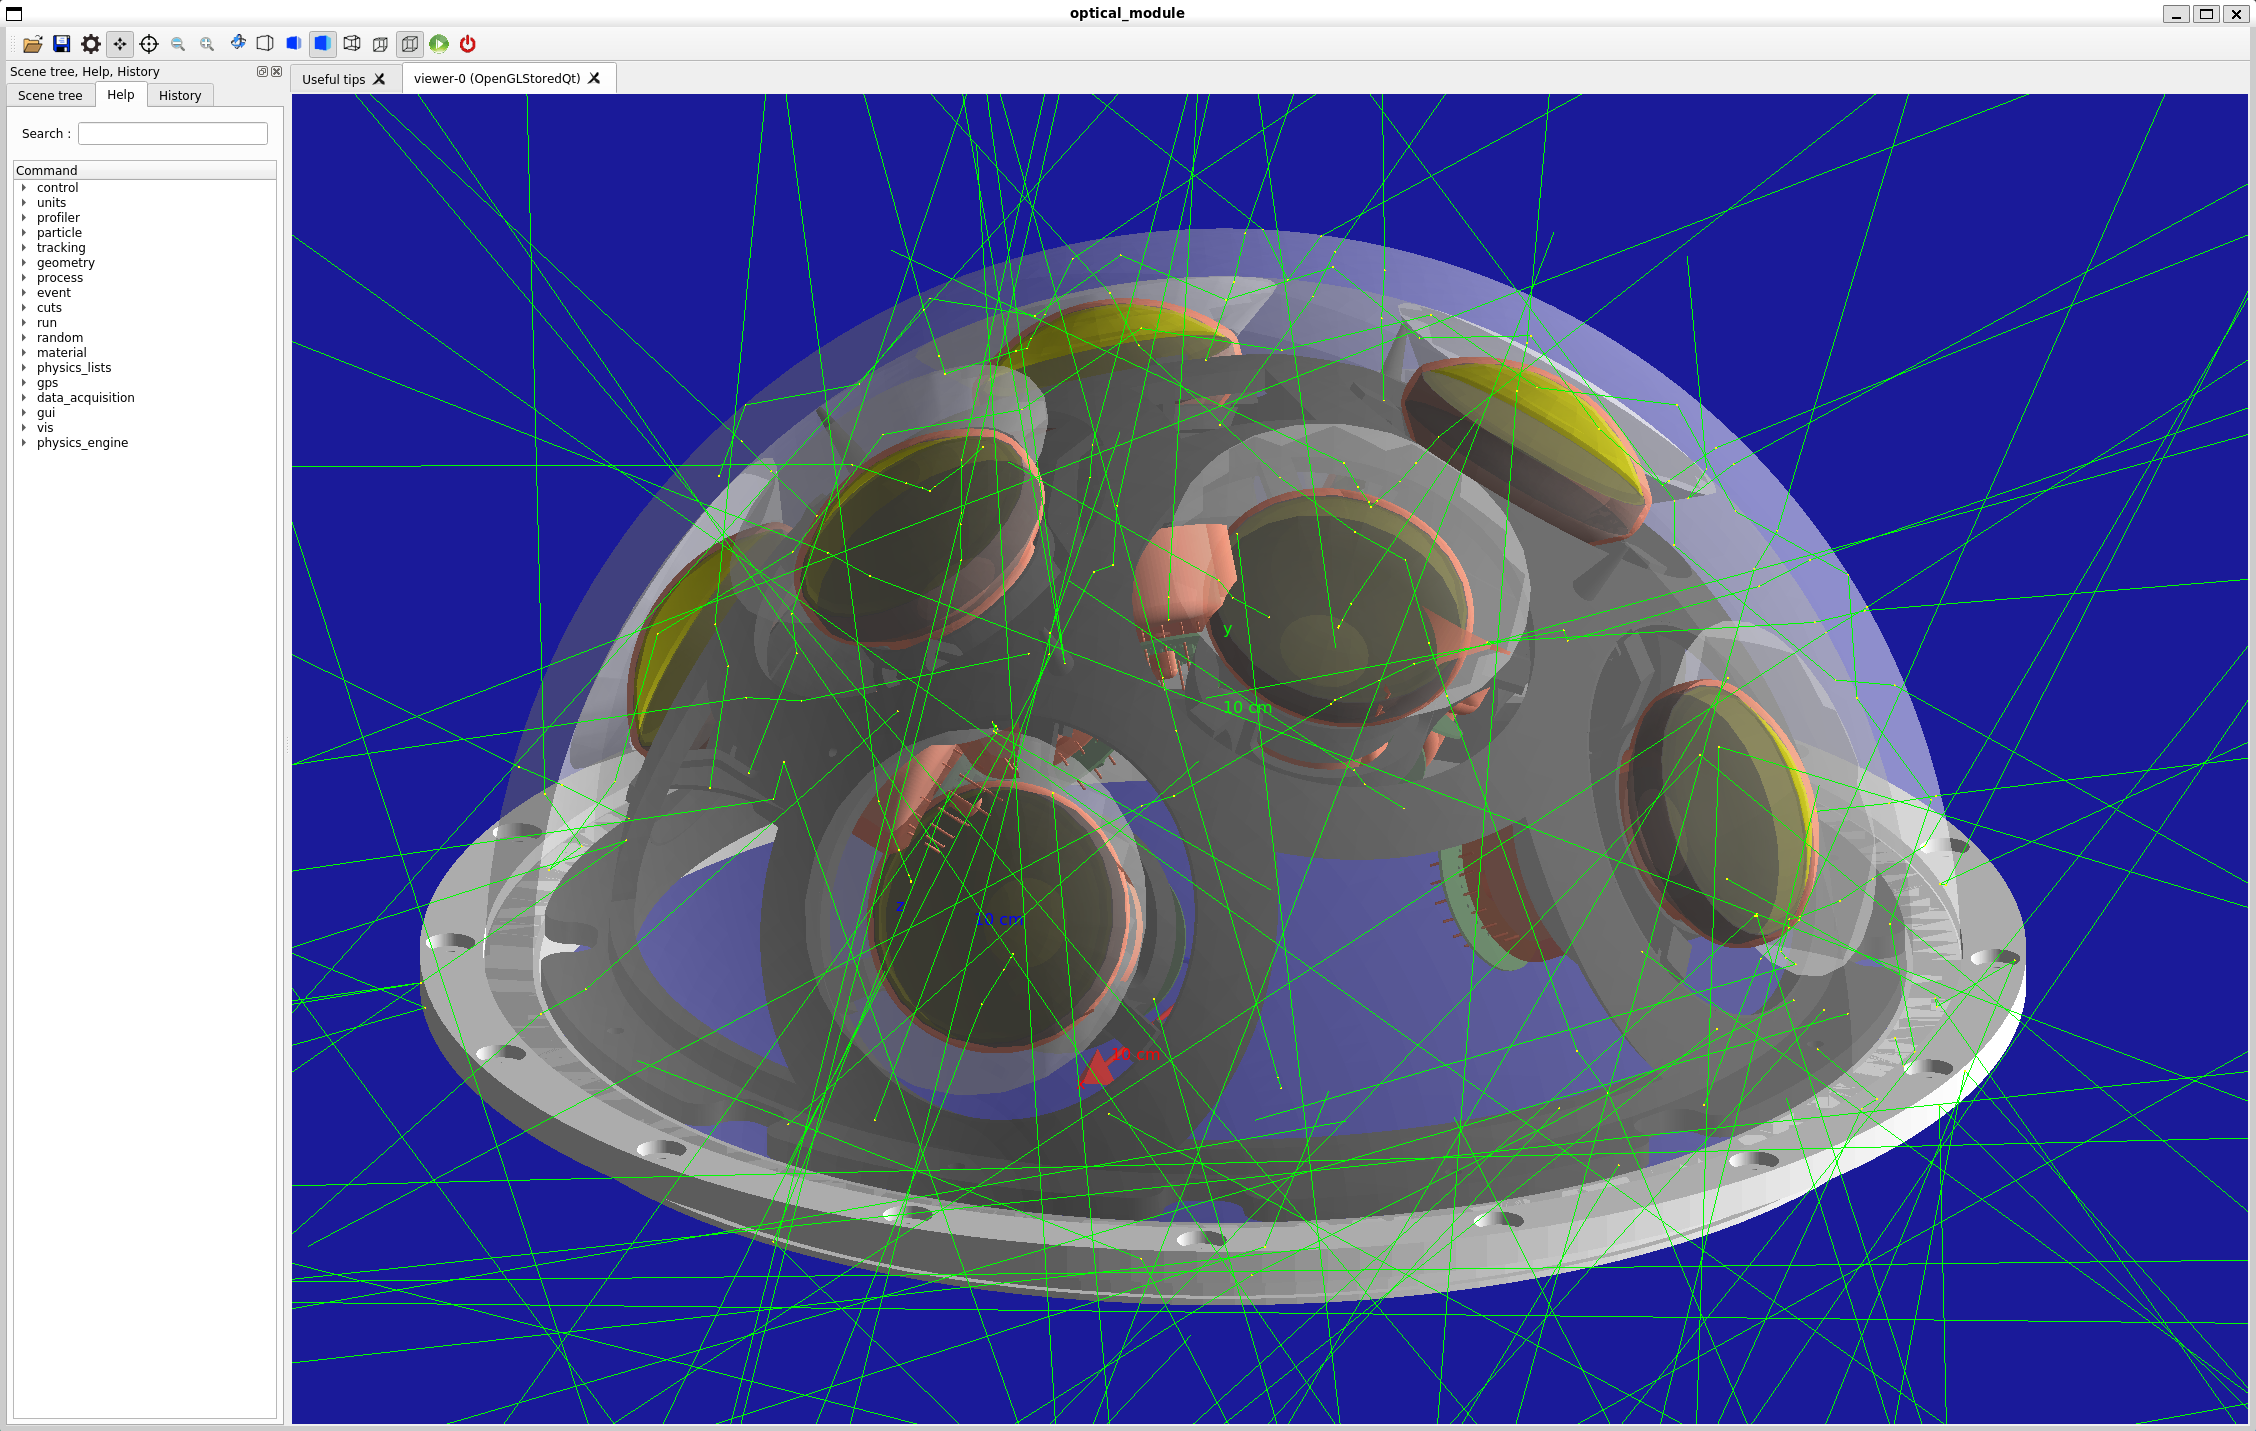 optical_module
Scene tree, Help, History
Useful tips
viewer-0 (OpenGLStoredQt)
Scene tree
Help
History
Search :
Command
control
units
profiler
particle
tracking
geometry
process
event
cuts
run
random
material
physics_lists
gps
data_acquisition
gui
vis
physics_engine
y
10 cm
z
10 cm
10 cm